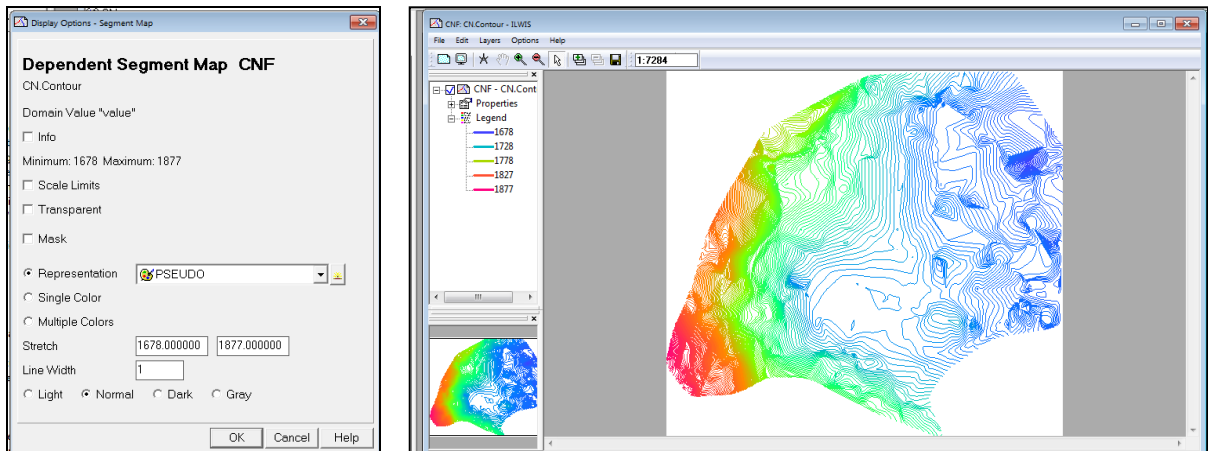 Display Options - Segment Map
Dependent Segment Map CNF
CN.Contour
Domain Value "value"
Info
Minimum: 1678 Maximum: 1877
Scale Limits
Transparent
Mask
Representation PSEUDO
Single Color
Multiple Colors
Stretch 1678.000000 1877.000000
Line Width 1
Light Normal Dark Gray
OK Cancel Help
CNF: CN.Contour - ILWIS
File Edit Layers Options Help
1:7284
CNF - CN.Cont
Properties
Legend
1678
1728
1778
1827
1877